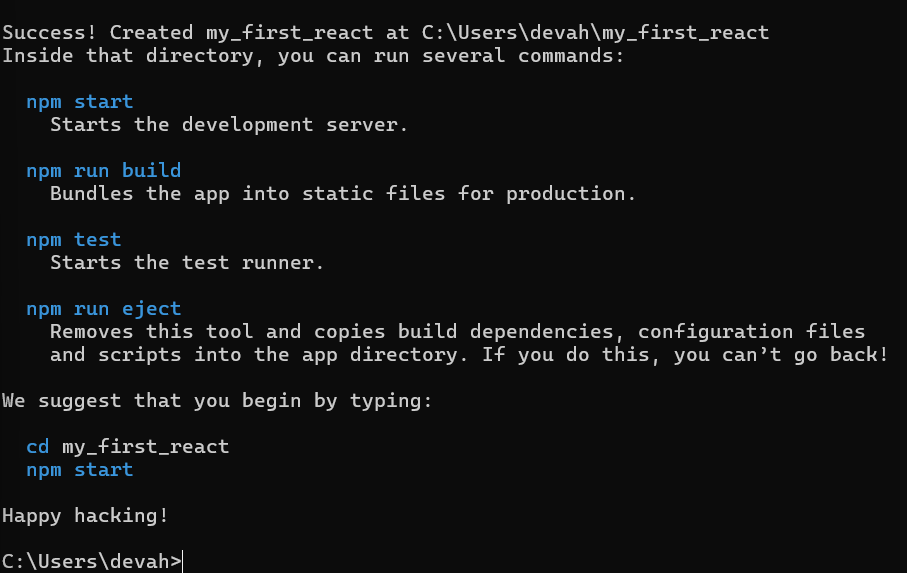 Success! Created my_first_react at C:\Users\devah\my_first_react
Inside that directory, you can run several commands:
npm start
Starts the development server.
npm run build
Bundles the app into static files for production.
npm test
Starts the test runner.
npm run eject
Removes this tool and copies build dependencies, configuration files
and scripts into the app directory. If you do this, you can’t go back!
We suggest that you begin by typing:
cd my_first_react
npm start
Happy hacking!
C:\Users\devah>